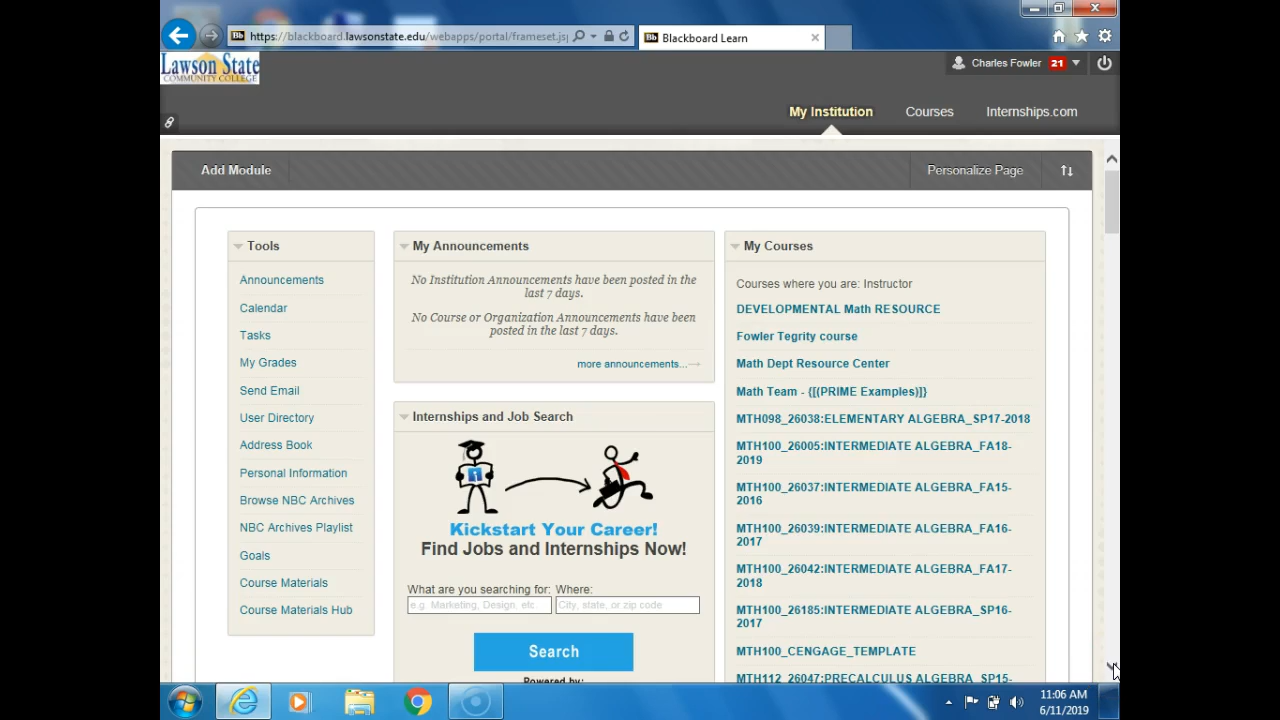 https://blackboard.lawsonstate.edu/webapps/portal/frameset.jsp
Bb Blackboard Learn
Lawson State
COMMUNITY COLLEGE
Charles Fowler 21
My Institution Courses Internships.com
Add Module Personalize Page
Tools
Announcements
Calendar
Tasks
My Grades
Send Email
User Directory
Address Book
Personal Information
Browse NBC Archives
NBC Archives Playlist
Goals
Course Materials
Course Materials Hub
My Announcements
No Institution Announcements have been posted in the
last 7 days.
No Course or Organization Announcements have been
posted in the last 7 days.
more announcements...
Internships and Job Search
Kickstart Your Career!
Find Jobs and Internships Now!
What are you searching for: Where:
e.g. Marketing, Design, etc. City, state, or zip code
Search
Powered by:
My Courses
Courses where you are: Instructor
DEVELOPMENTAL Math RESOURCE
Fowler Tegrity course
Math Dept Resource Center
Math Team - {[(PRIME Examples)]}
MTH098_26038:ELEMENTARY ALGEBRA_SP17-2018
MTH100_26005:INTERMEDIATE ALGEBRA_FA18-
2019
MTH100_26037:INTERMEDIATE ALGEBRA_FA15-
2016
MTH100_26039:INTERMEDIATE ALGEBRA_FA16-
2017
MTH100_26042:INTERMEDIATE ALGEBRA_FA17-
2018
MTH100_26185:INTERMEDIATE ALGEBRA_SP16-
2017
MTH100_CENGAGE_TEMPLATE
MTH112_26047:PRECALCULUS ALGEBRA_SP15-
11:06 AM
6/11/2019